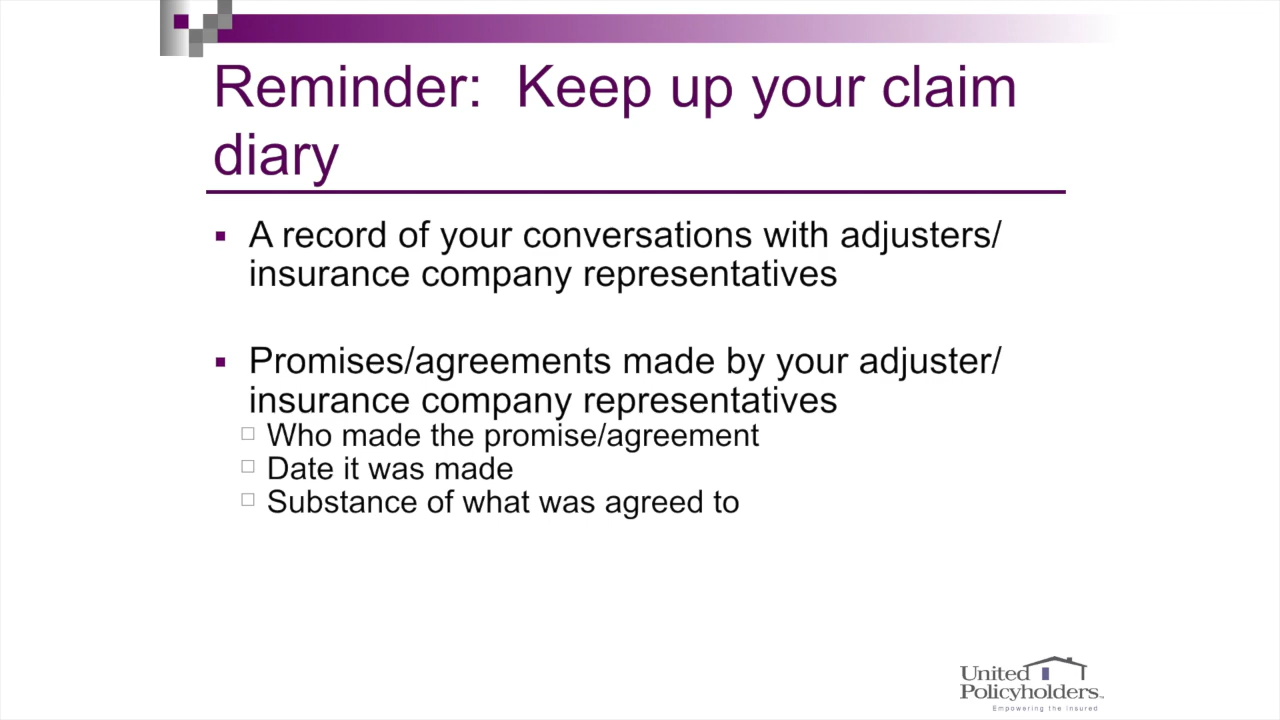 Reminder:  Keep up your claim
diary
A record of your conversations with adjusters/
insurance company representatives
Promises/agreements made by your adjuster/
insurance company representatives
Who made the promise/agreement
Date it was made
Substance of what was agreed to
United
Policyholders™
Empowering the Insured